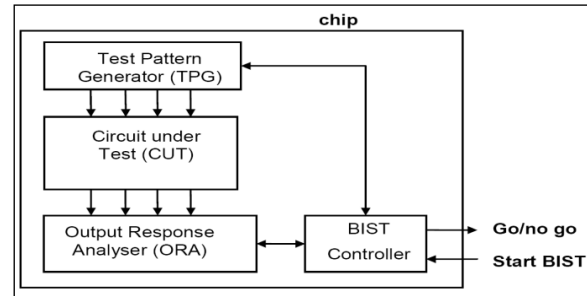 chip
Test Pattern
Generator (TPG)
Circuit under
Test (CUT)
Output Response
Analyser (ORA)
BIST
Controller
Go/no go
Start BIST